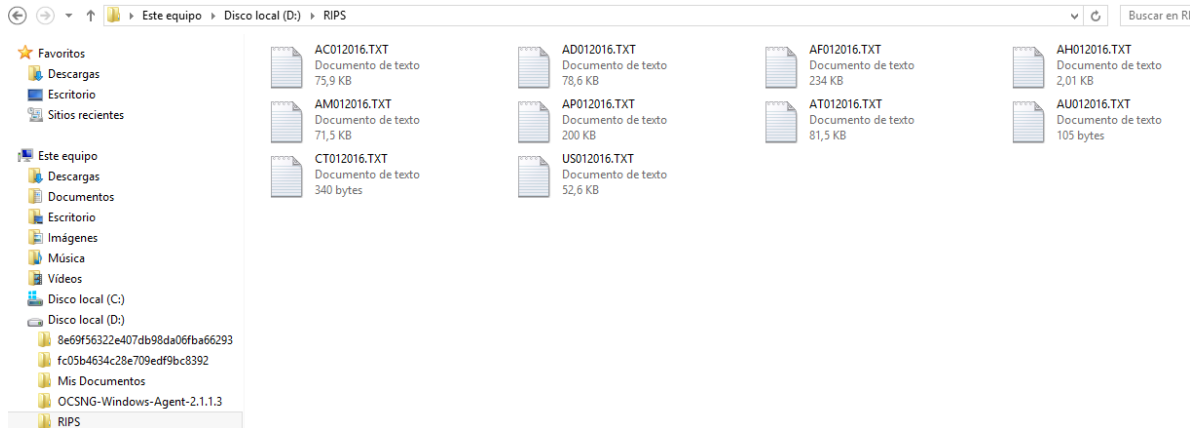 Este equipo Disco local (D:) RIPS
Buscar en RI
Favoritos
Descargas
Escritorio
Sitios recientes
Este equipo
Descargas
Documentos
Escritorio
Imágenes
Música
Vídeos
Disco local (C:)
Disco local (D:)
8e69f56322e407db98da06fba66293
fc05b4634c28e709edf9bc8392
Mis Documentos
OCSNG-Windows-Agent-2.1.1.3
RIPS
AC012016.TXT
Documento de texto
75,9 KB
AD012016.TXT
Documento de texto
78,6 KB
AF012016.TXT
Documento de texto
234 KB
AH012016.TXT
Documento de texto
2,01 KB
AM012016.TXT
Documento de texto
71,5 KB
AP012016.TXT
Documento de texto
200 KB
AT012016.TXT
Documento de texto
81,5 KB
AU012016.TXT
Documento de texto
105 bytes
CT012016.TXT
Documento de texto
340 bytes
US012016.TXT
Documento de texto
52,6 KB